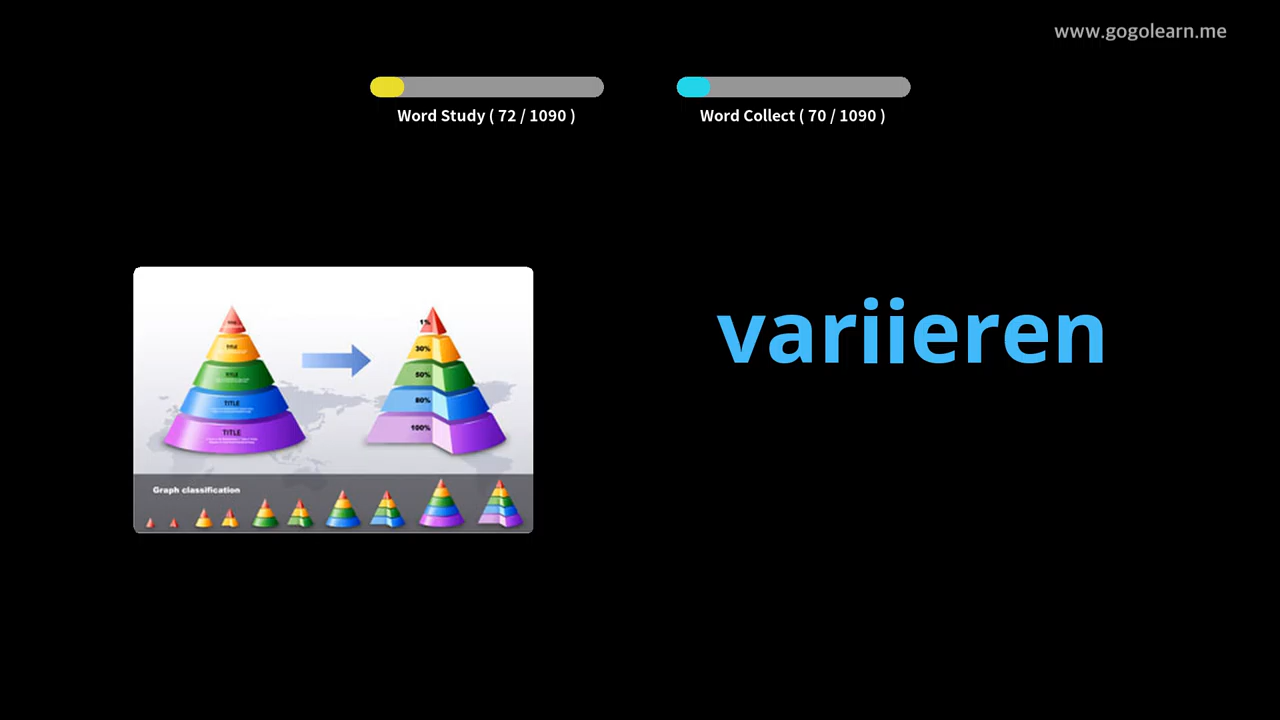 www.gogolearn.me
Word Study ( 72 / 1090 )
Word Collect ( 70 / 1090 )
variieren
1%
30%
TITLE
50%
TITLE
80%
TITLE
100%
Graph classification